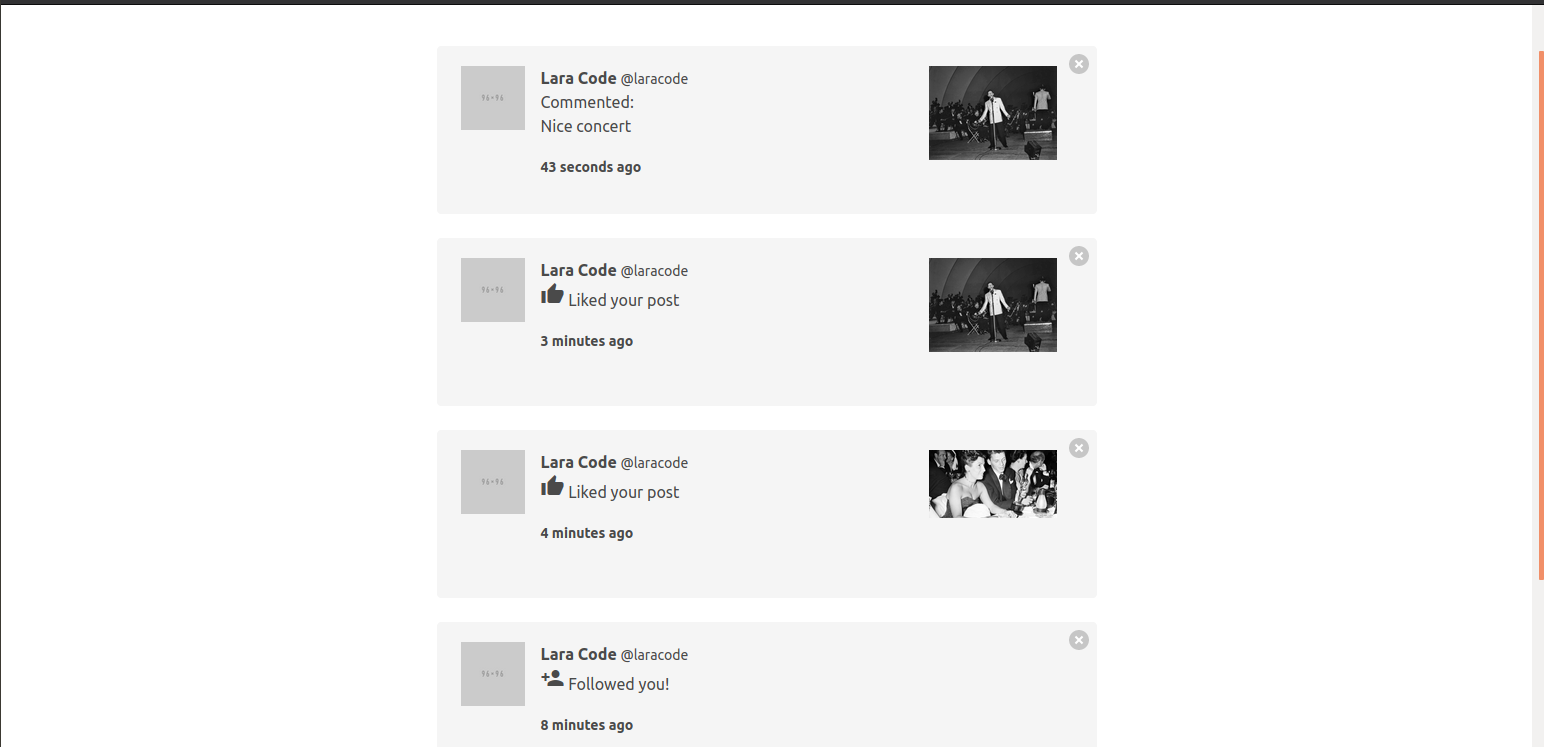 96×96
Lara Code @laracode
Commented:
Nice concert
43 seconds ago
96×96
Lara Code @laracode
Liked your post
3 minutes ago
96×96
Lara Code @laracode
Liked your post
4 minutes ago
96×96
Lara Code @laracode
Followed you!
8 minutes ago